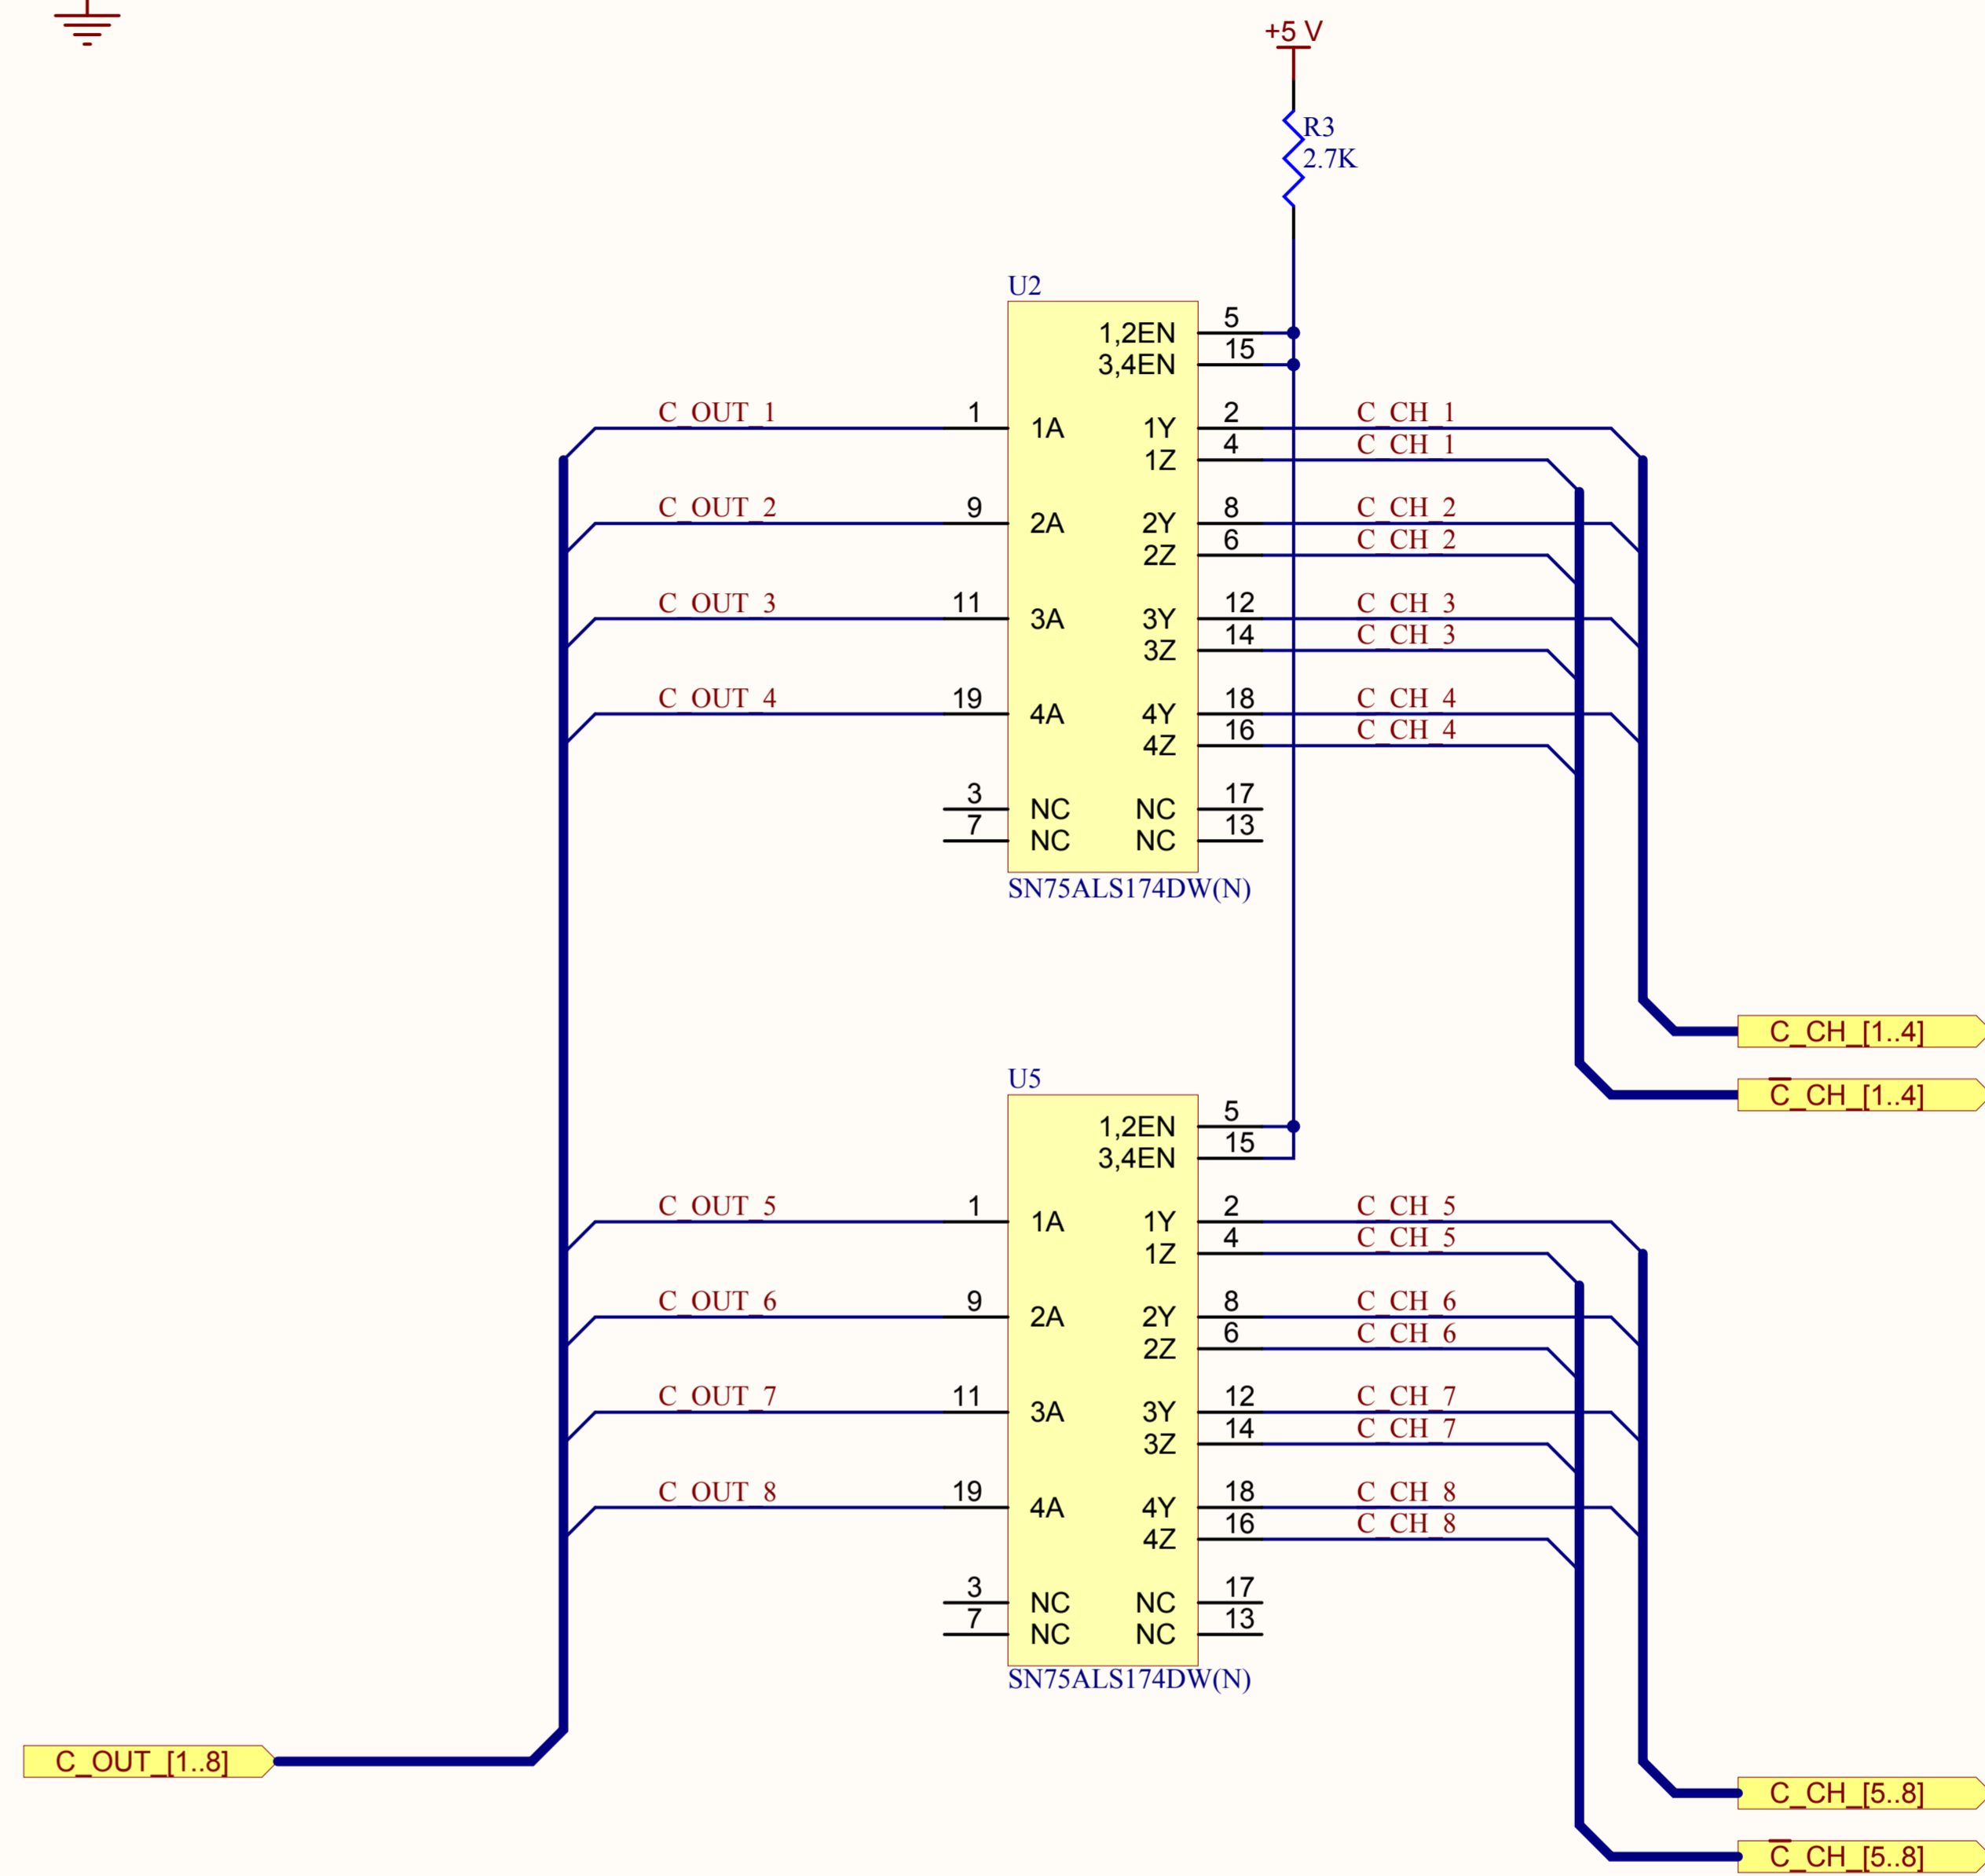 +5 V
R3
2.7K
U2
1,2EN 5
3,4EN 15
C_OUT_1 1 1A 1Y 2 C_CH_1
1Z 4 C_CH_1
C_OUT_2 9 2A 2Y 8 C_CH_2
2Z 6 C_CH_2
C_OUT_3 11 3A 3Y 12 C_CH_3
3Z 14 C_CH_3
C_OUT_4 19 4A 4Y 18 C_CH_4
4Z 16 C_CH_4
3 NC NC 17
7 NC NC 13
SN75ALS174DW(N)
C_CH_[1..4]
C̅_CH_[1..4]
U5
1,2EN 5
3,4EN 15
C_OUT_5 1 1A 1Y 2 C_CH_5
1Z 4 C_CH_5
C_OUT_6 9 2A 2Y 8 C_CH_6
2Z 6 C_CH_6
C_OUT_7 11 3A 3Y 12 C_CH_7
3Z 14 C_CH_7
C_OUT_8 19 4A 4Y 18 C_CH_8
4Z 16 C_CH_8
3 NC NC 17
7 NC NC 13
SN75ALS174DW(N)
C_OUT_[1..8]
C_CH_[5..8]
C̅_CH_[5..8]